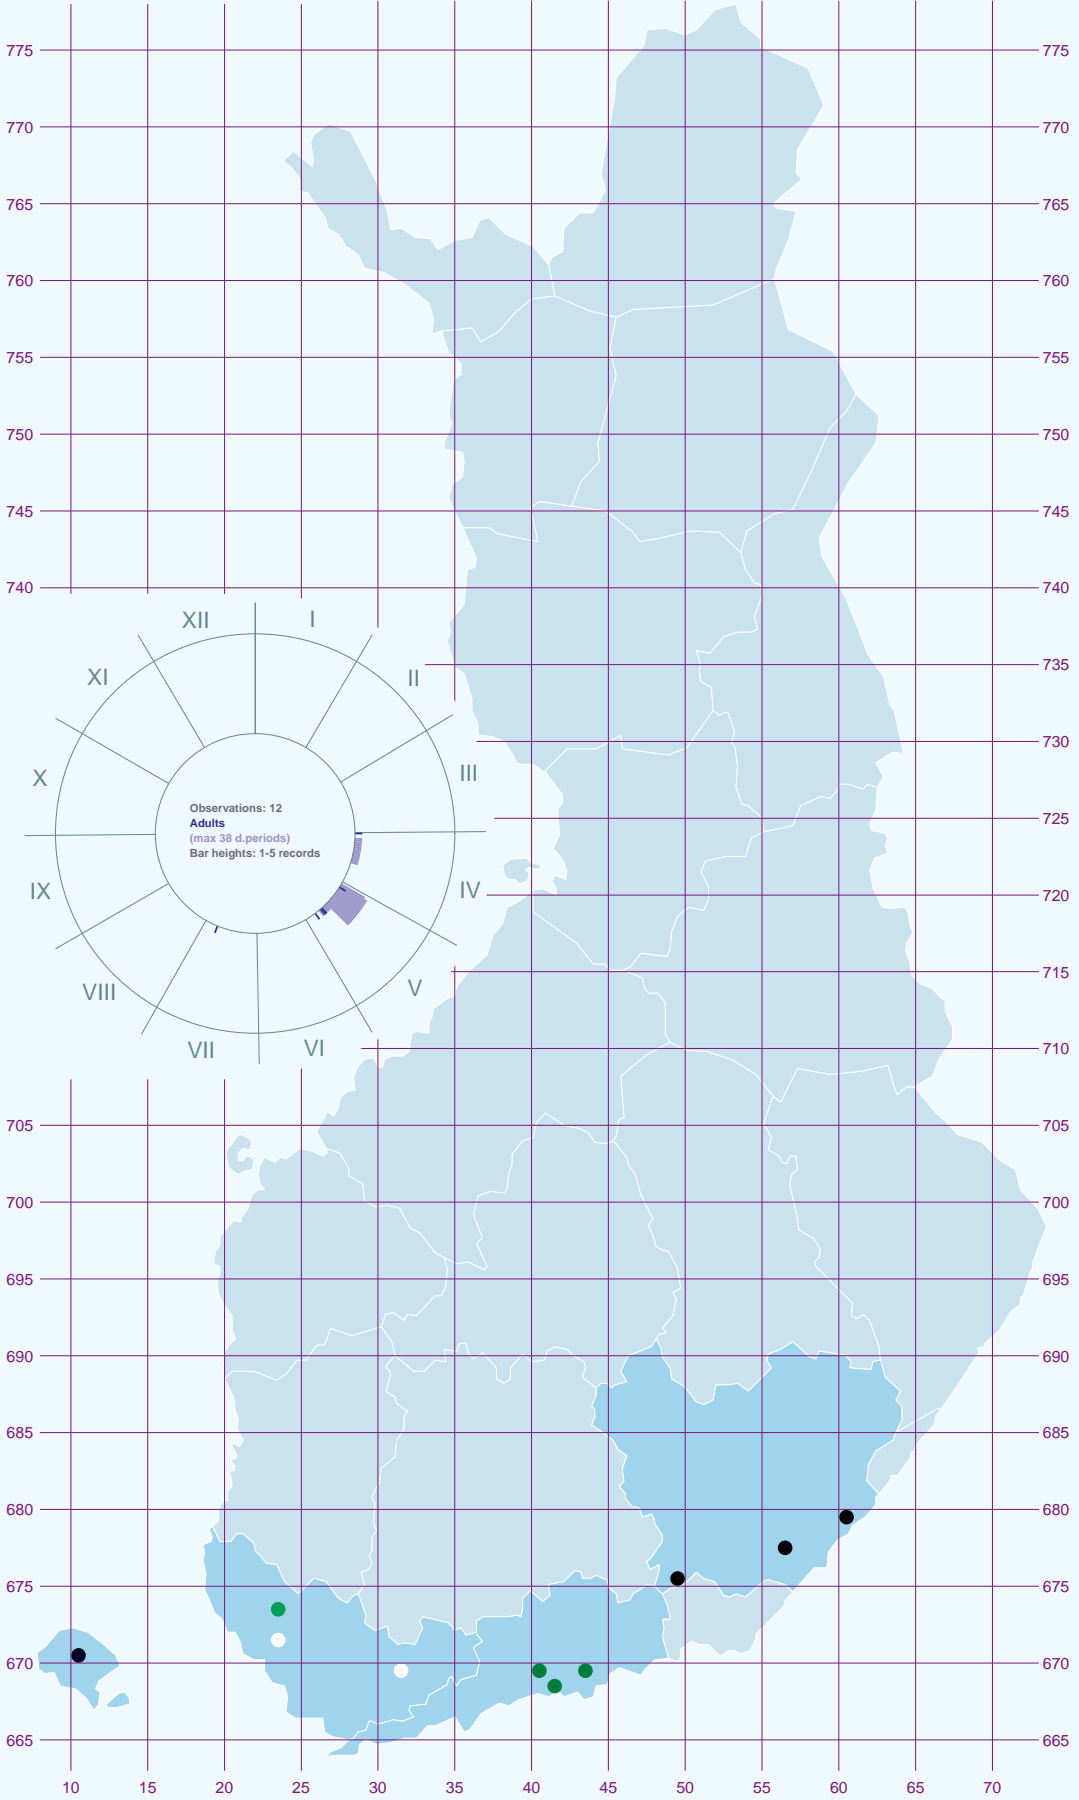 775 775
770 770
765 765
760 760
755 755
750 750
745 745
740 740
735
730
725
720
715
710
705 705
700 700
695 695
690 690
685 685
680 680
675 675
670 670
665 665
XII I
XI II
X III
IX IV
VIII V
VII VI
Observations: 12
Adults
(max 38 d.periods)
Bar heights: 1-5 records
10 15 20 25 30 35 40 45 50 55 60 65 70